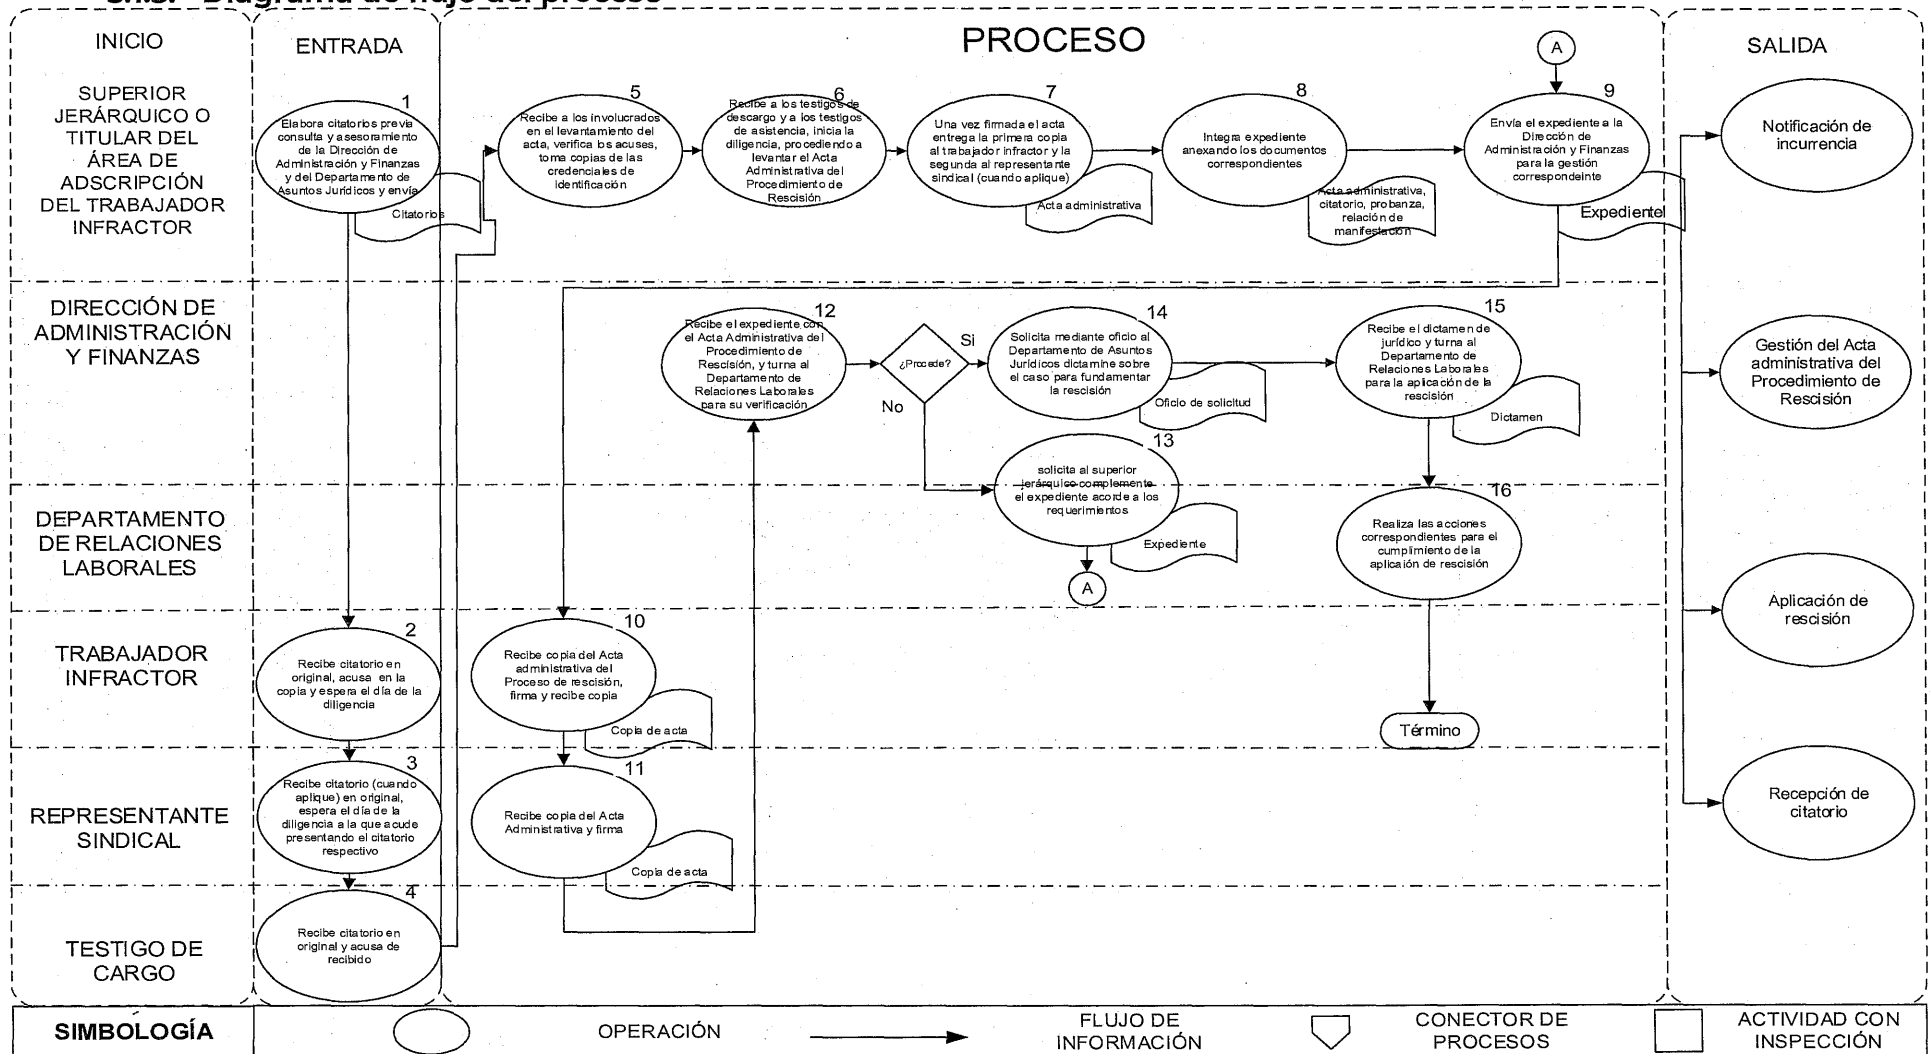 Diagrama de flujo del proceso
INICIO
ENTRADA
PROCESO
SALIDA
SUPERIOR
JERÁRQUICO O
TITULAR DEL
ÁREA DE
ADSCRIPCIÓN
DEL TRABAJADOR
INFRACTOR
1
Elabora citatorios previa
consulta y asesoramiento
de la Dirección de
Administración y Finanzas
y del Departamento de
Asuntos Jurídicos y envía
Citatorios
5
Recibe a los involucrados
en el levantamiento del
acta, verifica los acuses,
toma copias de las
credenciales de
identificación
6
Recibe a los testigos de
descargo y a los testigos
de asistencia, inicia la
diligencia, procediendo a
levantar el Acta
Administrativa del
Procedimiento de
Rescisión
7
Una vez firmada el acta
entrega la primera copia
al trabajador infractor y la
segunda al representante
sindical (cuando aplique)
Acta administrativa
8
Integra expediente
anexando los documentos
correspondientes
Acta administrativa,
citatorio, probanza,
relación de
manifestación
A
9
Envía el expediente a la
Dirección de
Administración y Finanzas
para la gestión
correspondeinte
Expediente
Notificación de
incurrencia
DIRECCIÓN DE
ADMINISTRACIÓN
Y FINANZAS
12
Recibe el expediente con
el Acta Administrativa del
Procedimiento de
Rescisión, y turna al
Departamento de
Relaciones Laborales
para su verificación
¿Procede?
Si
No
14
Solicita mediante oficio al
Departamento de Asuntos
Jurídicos dictamine sobre
el caso para fundamentar
la rescisión
Oficio de solicitud
15
Recibe el dictamen de
jurídico y turna al
Departamento de
Relaciones Laborales
para la aplicación de la
rescisión
Dictamen
Gestión del Acta
administrativa del
Procedimiento de
Rescisión
13
solicita al superior
jerárquico complemente
el expediente acorde a los
requerimientos
Expediente
A
DEPARTAMENTO
DE RELACIONES
LABORALES
16
Realiza las acciones
correspondientes para el
cumplimiento de la
aplicaión de rescisión
Aplicación de
rescisión
TRABAJADOR
INFRACTOR
2
Recibe citatorio en
original, acusa en la
copia y espera el día de la
diligencia
10
Recibe copia del Acta
administrativa del
Proceso de rescisión,
firma y recibe copia
Copia de acta
Término
REPRESENTANTE
SINDICAL
3
Recibe citatorio (cuando
aplique) en original,
espera el día de la
diligencia a la que acude
presentando el citatorio
respectivo
11
Recibe copia del Acta
Administrativa y firma
Copia de acta
Recepción de
citatorio
TESTIGO DE
CARGO
4
Recibe citatorio en
original y acusa de
recibido
SIMBOLOGÍA
OPERACIÓN
FLUJO DE
INFORMACIÓN
CONECTOR DE
PROCESOS
ACTIVIDAD CON
INSPECCIÓN